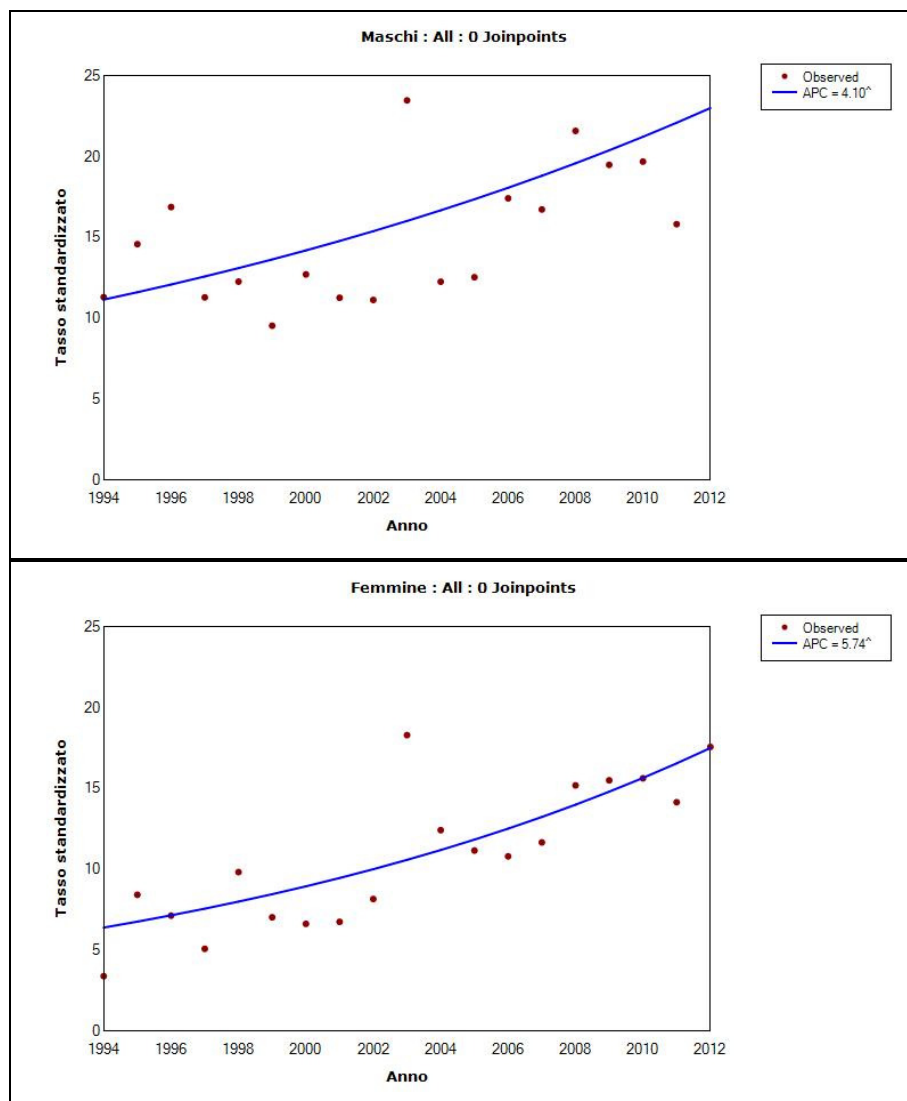 Maschi : All : 0 Joinpoints
Observed
APC = 4.10^
25
20
15
10
5
0
Tasso standardizzato
1994 1996 1998 2000 2002 2004 2006 2008 2010 2012
Anno
Femmine : All : 0 Joinpoints
Observed
APC = 5.74^
25
20
15
10
5
0
Tasso standardizzato
1994 1996 1998 2000 2002 2004 2006 2008 2010 2012
Anno